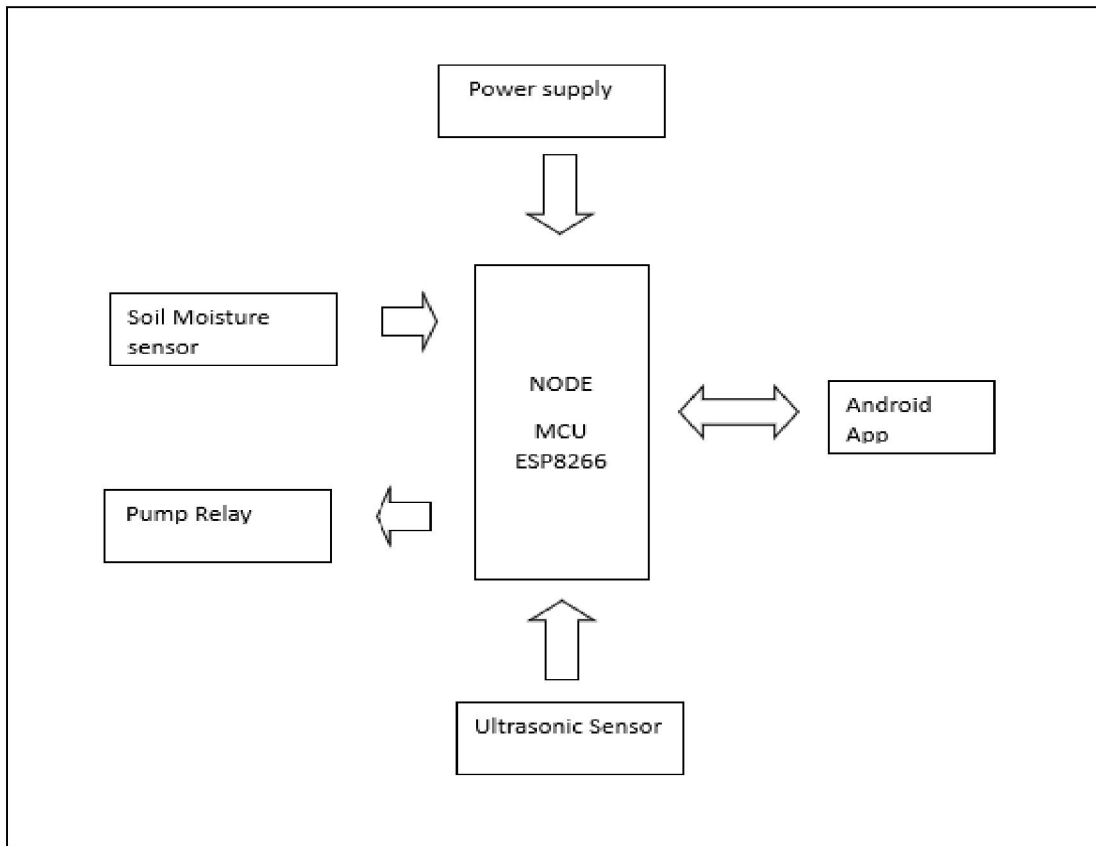 Power supply
Soil Moisture
sensor
NODE
MCU
ESP8266
Android
App
Pump Relay
Ultrasonic Sensor